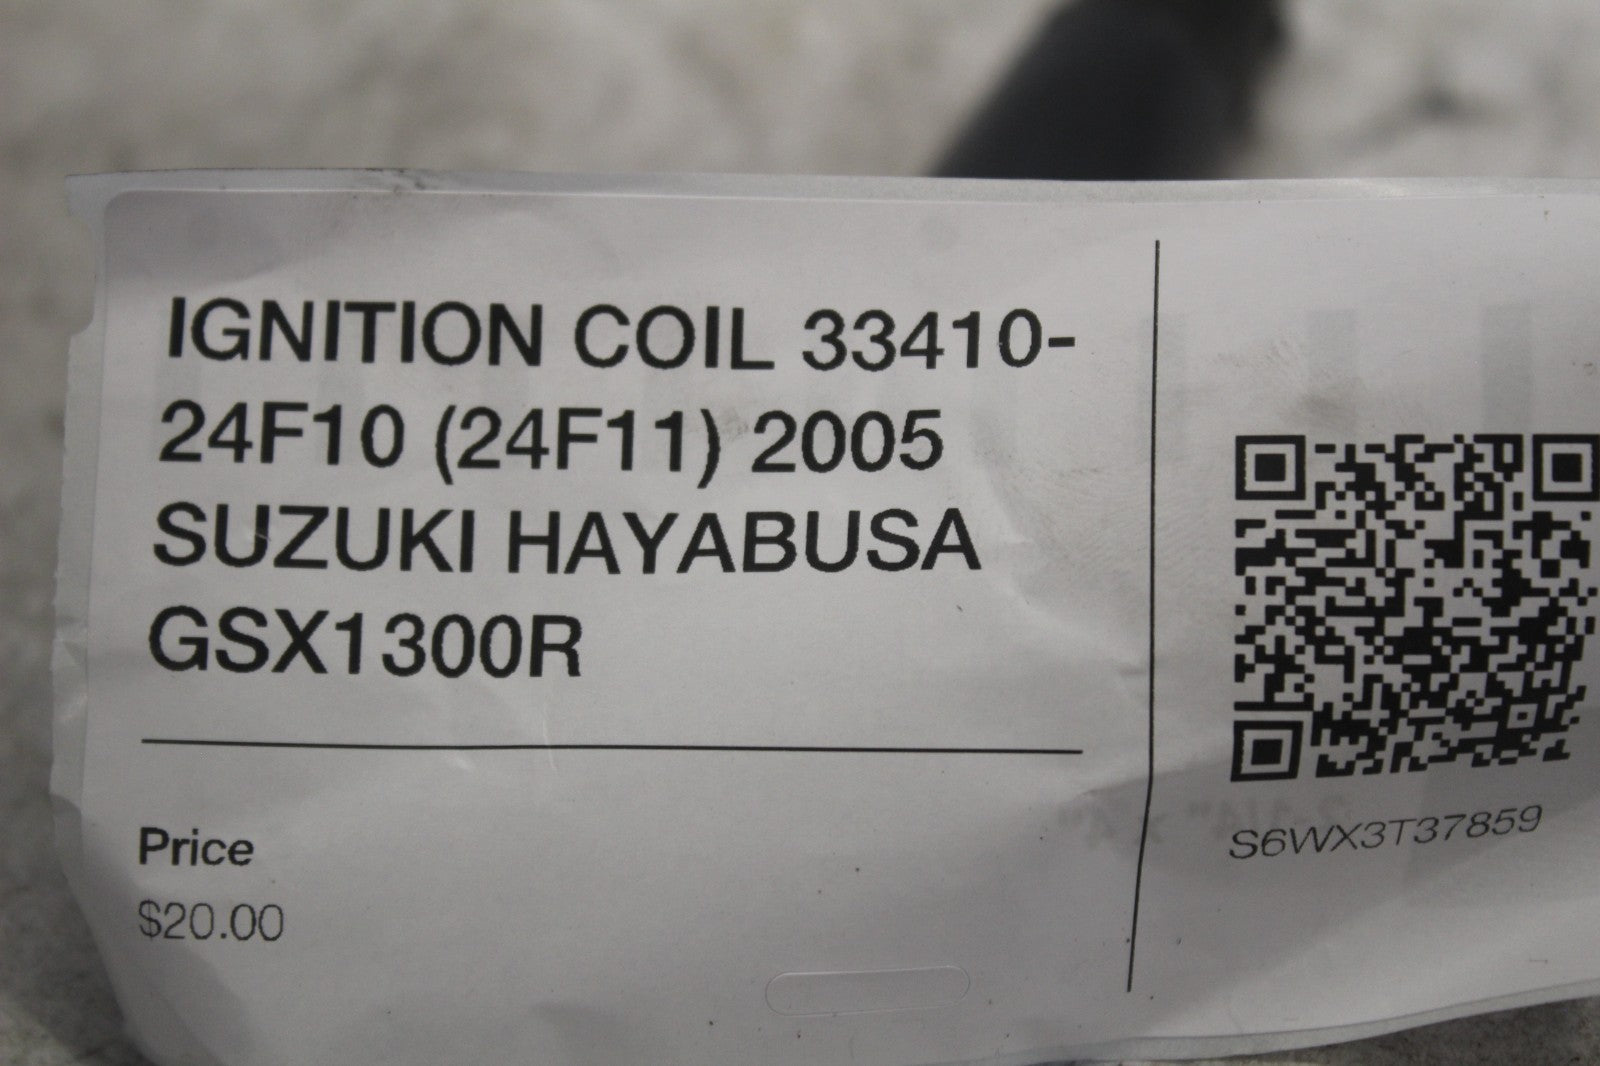 IGNITION COIL 33410-
24F10 (24F11) 2005
SUZUKI HAYABUSA
GSX1300R
Price
$20.00
S6WX3T37859